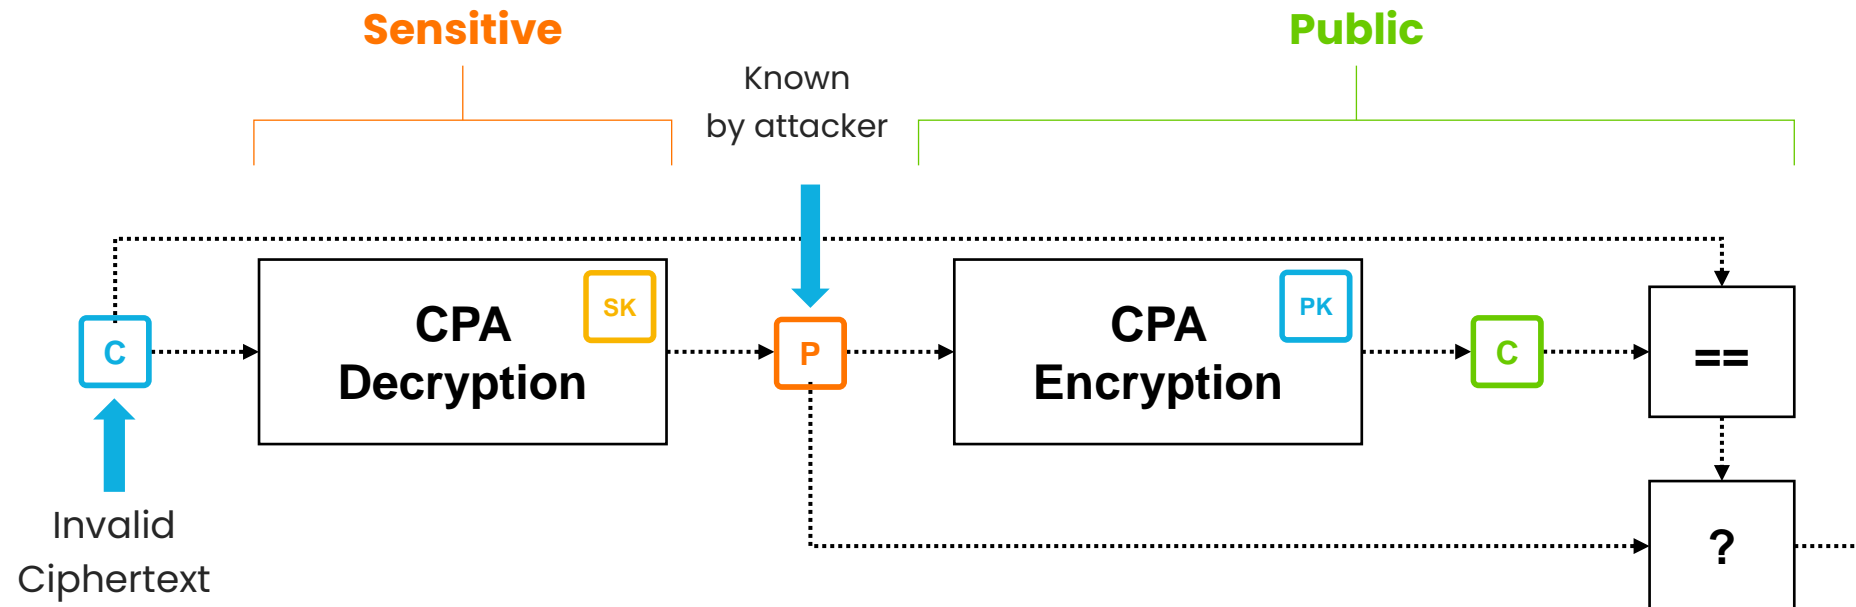 Sensitive
Public
Known
by attacker
CPA
Decryption
SK
CPA
Encryption
PK
C
P
C
==
Invalid
Ciphertext
?